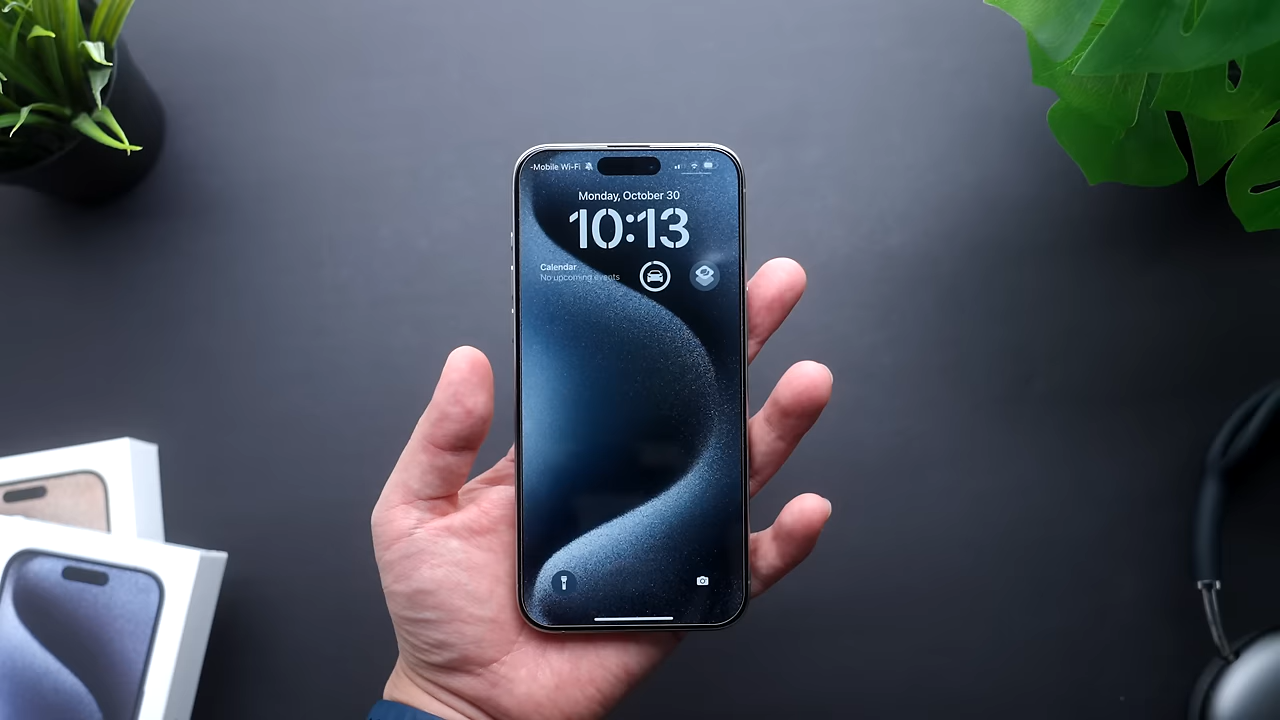 -Mobile Wi-Fi
Monday, October 30
10:13
Calendar
No upcoming events